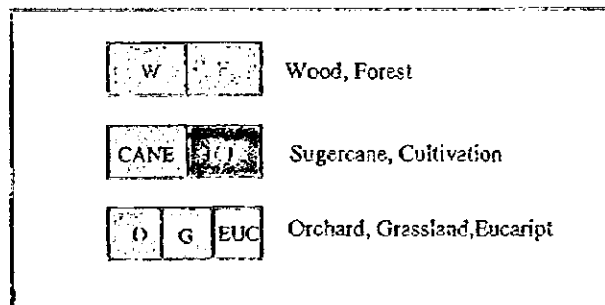 W F Wood, Forest
CANE Sugercane, Cultivation
O G EUC Orchard, Grassland,Eucaript